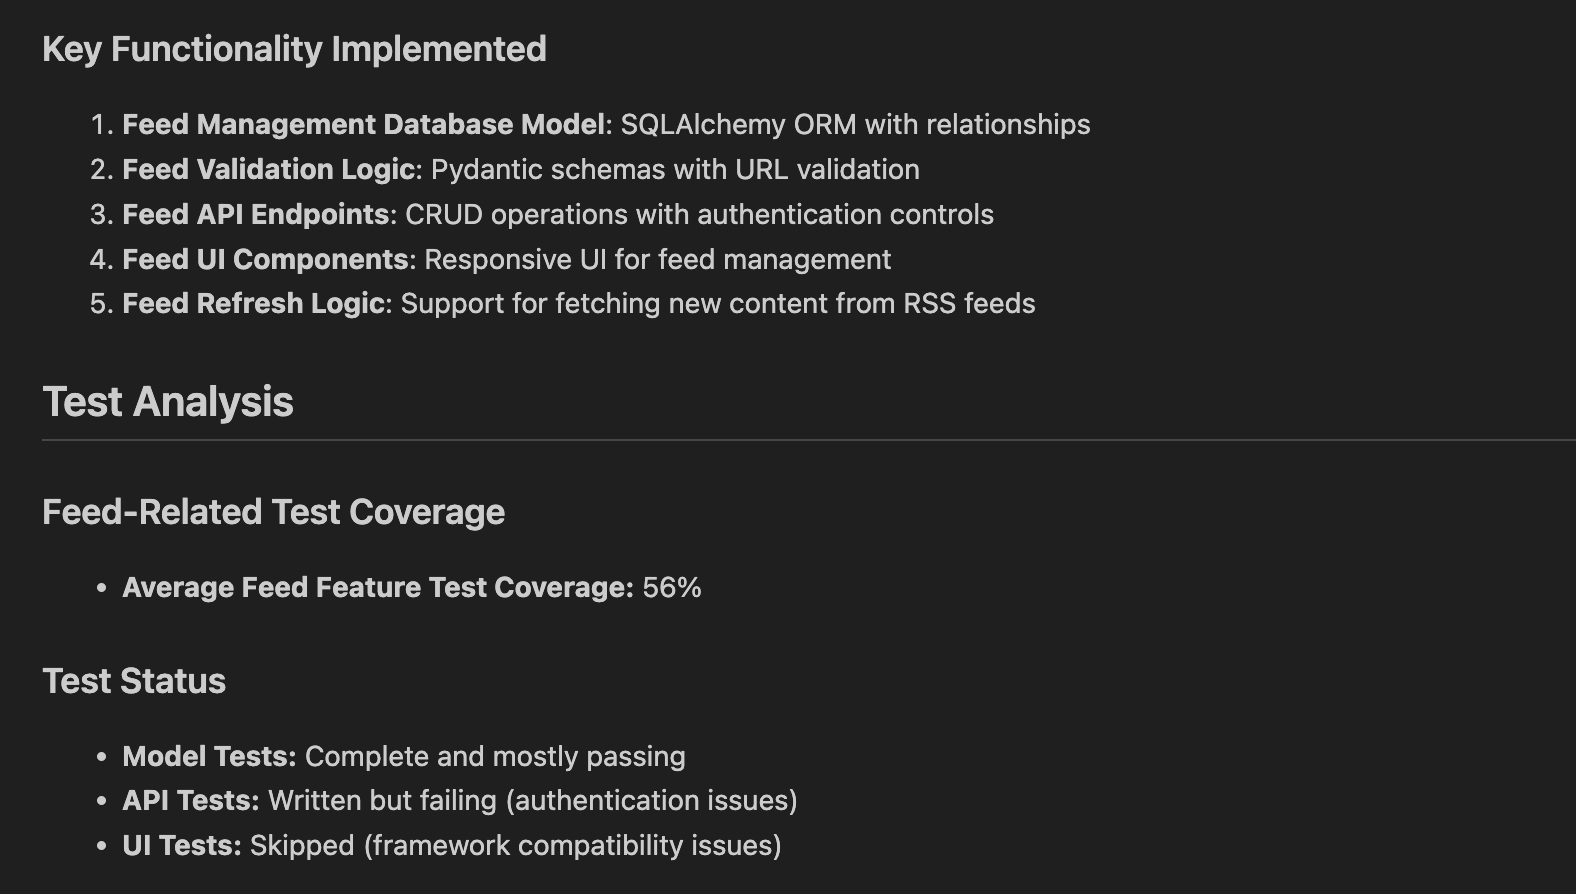 Key Functionality Implemented
1. Feed Management Database Model: SQLAlchemy ORM with relationships
2. Feed Validation Logic: Pydantic schemas with URL validation
3. Feed API Endpoints: CRUD operations with authentication controls
4. Feed UI Components: Responsive UI for feed management
5. Feed Refresh Logic: Support for fetching new content from RSS feeds
Test Analysis
Feed-Related Test Coverage
• Average Feed Feature Test Coverage: 56%
Test Status
• Model Tests: Complete and mostly passing
• API Tests: Written but failing (authentication issues)
• UI Tests: Skipped (framework compatibility issues)